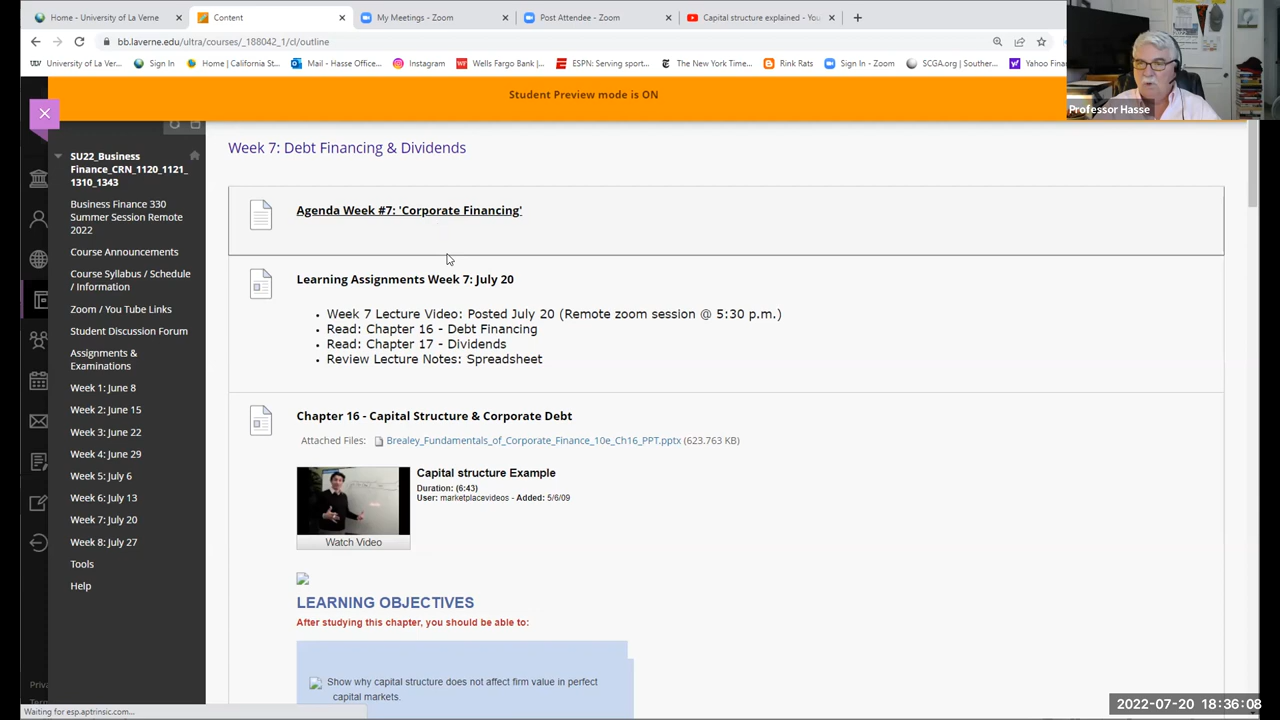 Home - University of La Verne
Content
My Meetings - Zoom
Post Attendee - Zoom
Capital structure explained - You
bb.laverne.edu/ultra/courses/_188042_1/cl/outline
University of La Ver...
Sign In
Home | California St...
Mail - Hasse Office...
Instagram
Wells Fargo Bank |...
ESPN: Serving sport...
The New York Time...
Rink Rats
Sign In - Zoom
SCGA.org | Souther...
Yahoo Finan
Professor Hasse
Student Preview mode is ON
SU22_Business
Finance_CRN_1120_1121_
1310_1343
Business Finance 330
Summer Session Remote
2022
Course Announcements
Course Syllabus / Schedule
/ Information
Zoom / You Tube Links
Student Discussion Forum
Assignments &
Examinations
Week 1: June 8
Week 2: June 15
Week 3: June 22
Week 4: June 29
Week 5: July 6
Week 6: July 13
Week 7: July 20
Week 8: July 27
Tools
Help
Priva
Term
Week 7: Debt Financing & Dividends
Agenda Week #7: 'Corporate Financing'
Learning Assignments Week 7: July 20
• Week 7 Lecture Video: Posted July 20 (Remote zoom session @ 5:30 p.m.)
• Read: Chapter 16 - Debt Financing
• Read: Chapter 17 - Dividends
• Review Lecture Notes: Spreadsheet
Chapter 16 - Capital Structure & Corporate Debt
Attached Files: Brealey_Fundamentals_of_Corporate_Finance_10e_Ch16_PPT.pptx (623.763 KB)
Capital structure Example
Duration: (6:43)
User: marketplacevideos - Added: 5/6/09
Watch Video
LEARNING OBJECTIVES
After studying this chapter, you should be able to:
Show why capital structure does not affect firm value in perfect
capital markets.
Waiting for esp.aptrinsic.com...
2022-07-20 18:36:08